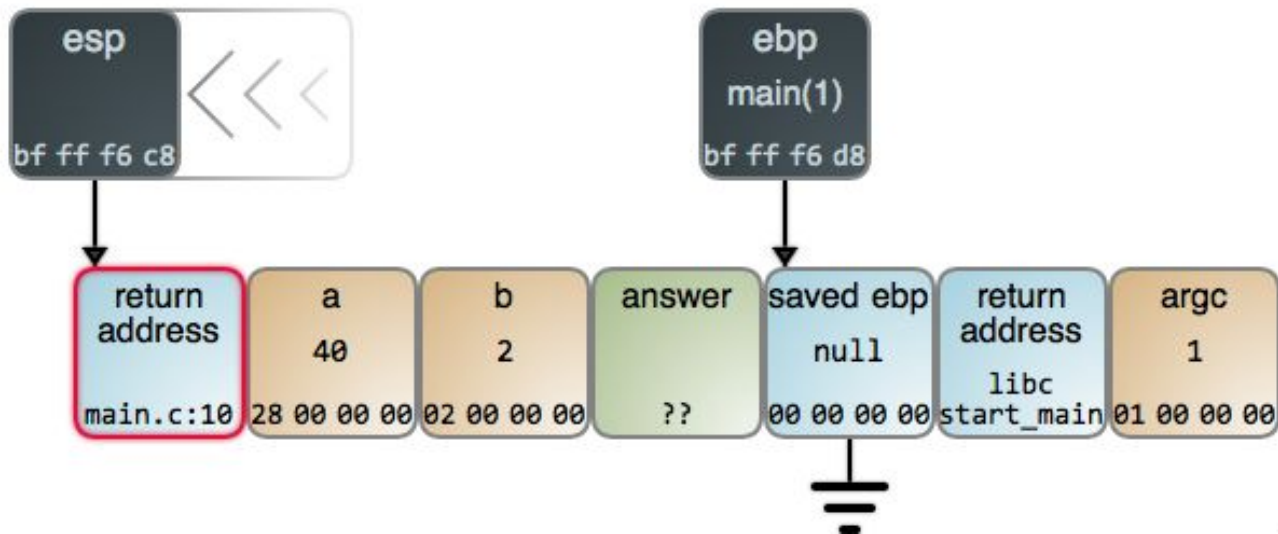 esp
bf ff f6 c8
ebp
main(1)
bf ff f6 d8
return
address
main.c:10
a
40
28 00 00 00
b
2
02 00 00 00
answer
??
saved ebp
null
00 00 00 00
return
address
libc
start_main
argc
1
01 00 00 00